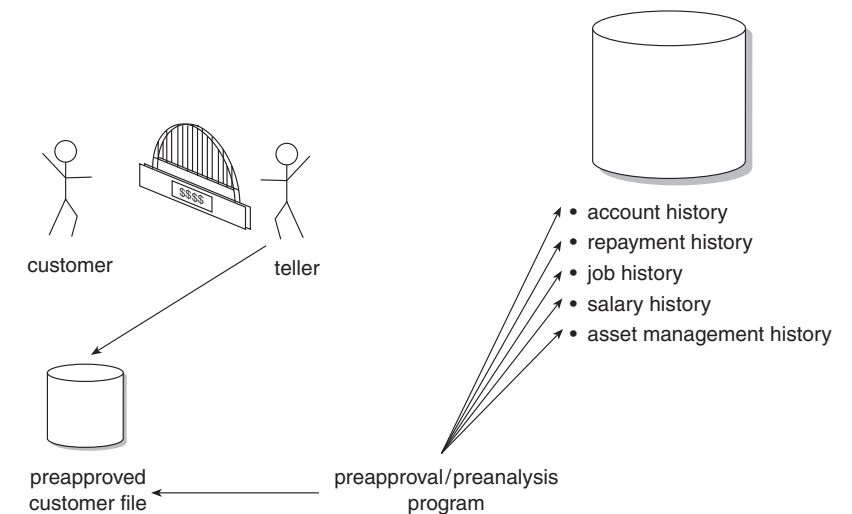 $$$$
customer
teller
• account history
• repayment history
• job history
• salary history
• asset management history
preapproved
customer file
preapproval/preanalysis
program